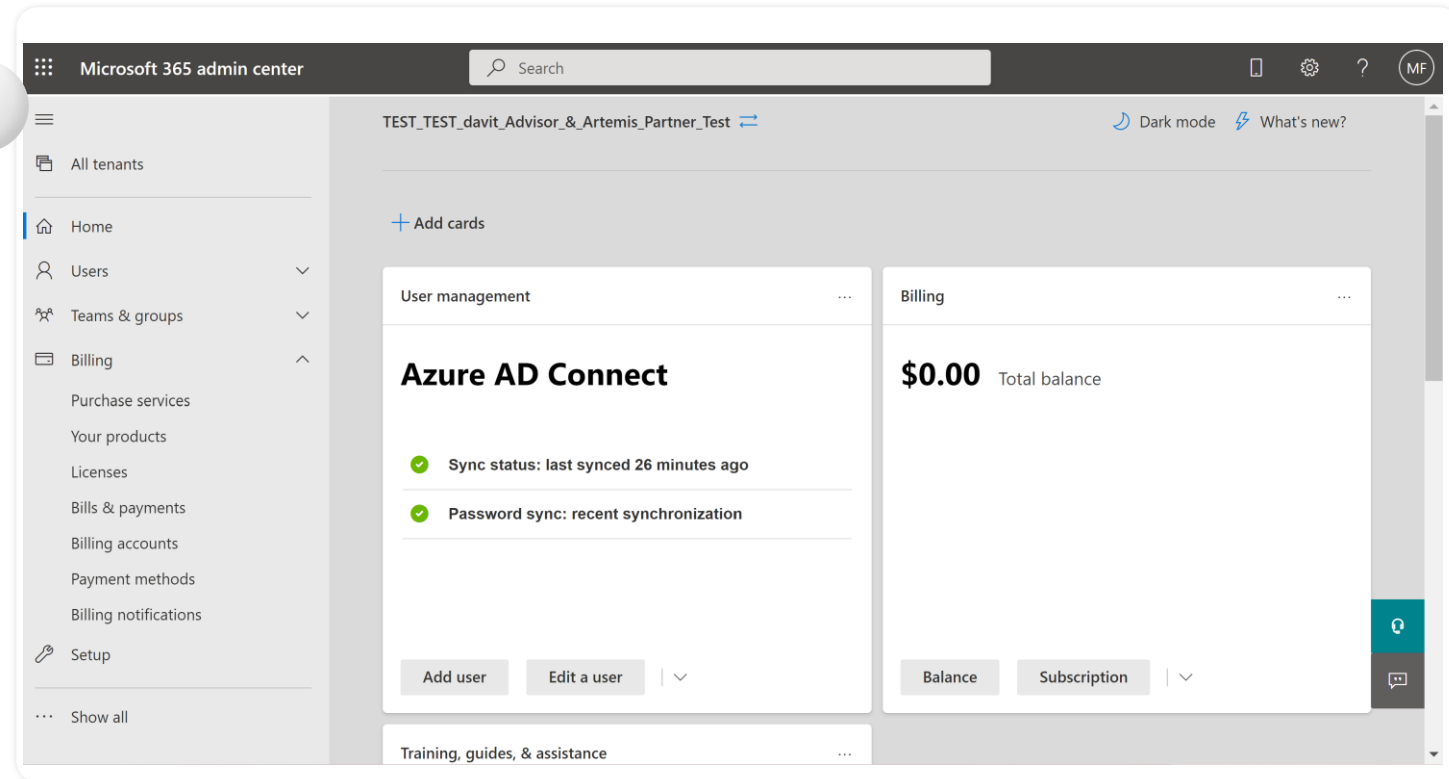 Microsoft 365 admin center
Search
?
MF
TEST_TEST_davit_Advisor_&_Artemis_Partner_Test
Dark mode
What's new?
All tenants
Home
Users
Teams & groups
Billing
Purchase services
Your products
Licenses
Bills & payments
Billing accounts
Payment methods
Billing notifications
Setup
... Show all
Add cards
User management
...
Azure AD Connect
Sync status: last synced 26 minutes ago
Password sync: recent synchronization
Add user
Edit a user
Billing
...
$0.00 Total balance
Balance
Subscription
Training, guides, & assistance
...